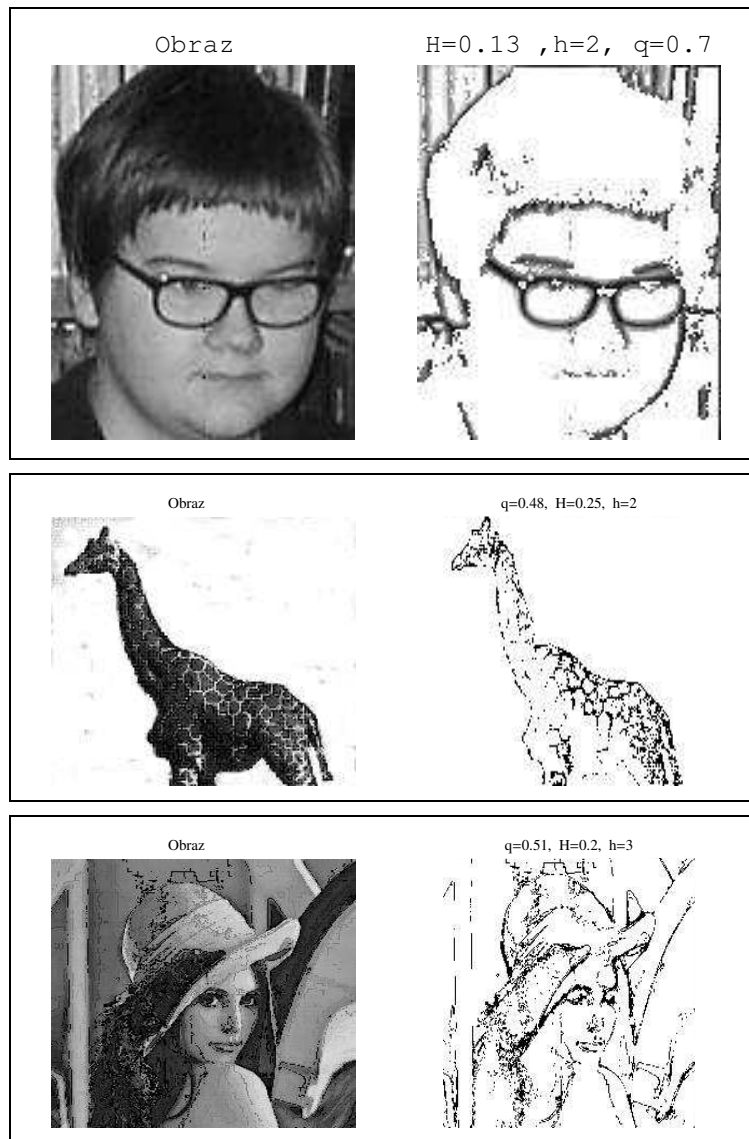 Obraz
H=0.13 ,h=2, q=0.7
Obraz
q=0.48, H=0.25, h=2
Obraz
q=0.51, H=0.2, h=3